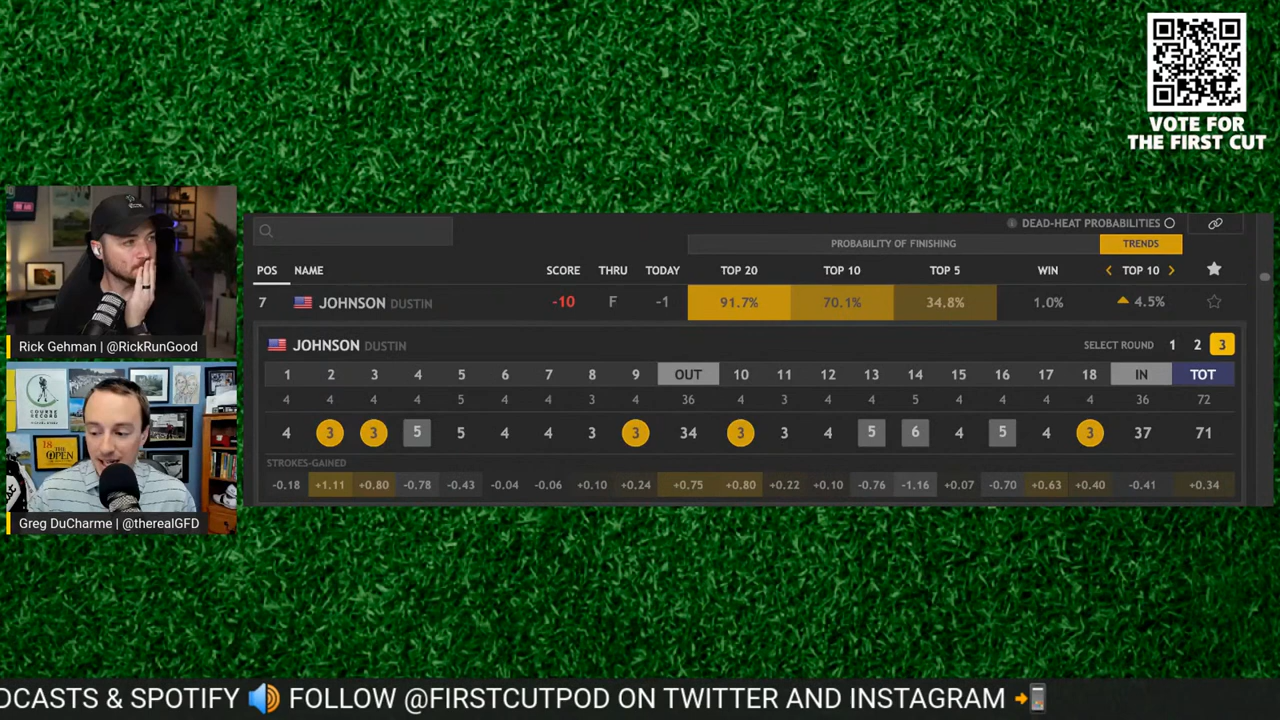 VOTE FOR
THE FIRST CUT
DEAD-HEAT PROBABILITIES
PROBABILITY OF FINISHING TRENDS
POS NAME SCORE THRU TODAY TOP 20 TOP 10 TOP 5 WIN < TOP 10 >
7 JOHNSON DUSTIN -10 F -1 91.7% 70.1% 34.8% 1.0% 4.5%
JOHNSON DUSTIN SELECT ROUND 1 2 3
1 2 3 4 5 6 7 8 9 OUT 10 11 12 13 14 15 16 17 18 IN TOT
4 4 4 4 5 4 4 3 4 36 4 3 4 4 5 4 4 4 4 36 72
4 3 3 5 5 4 4 3 3 34 3 3 4 5 6 4 5 4 3 37 71
STROKES-GAINED
-0.18 +1.11 +0.80 -0.78 -0.43 -0.04 -0.06 +0.10 +0.24 +0.75 +0.80 +0.22 +0.10 -0.76 -1.16 +0.07 -0.70 +0.63 +0.40 -0.41 +0.34
Rick Gehman | @RickRunGood
COURSE
RECORD
18
The OPEN
Greg DuCharme | @therealGFD
DCASTS & SPOTIFY 🔊 FOLLOW @FIRSTCUTPOD ON TWITTER AND INSTAGRAM 📲